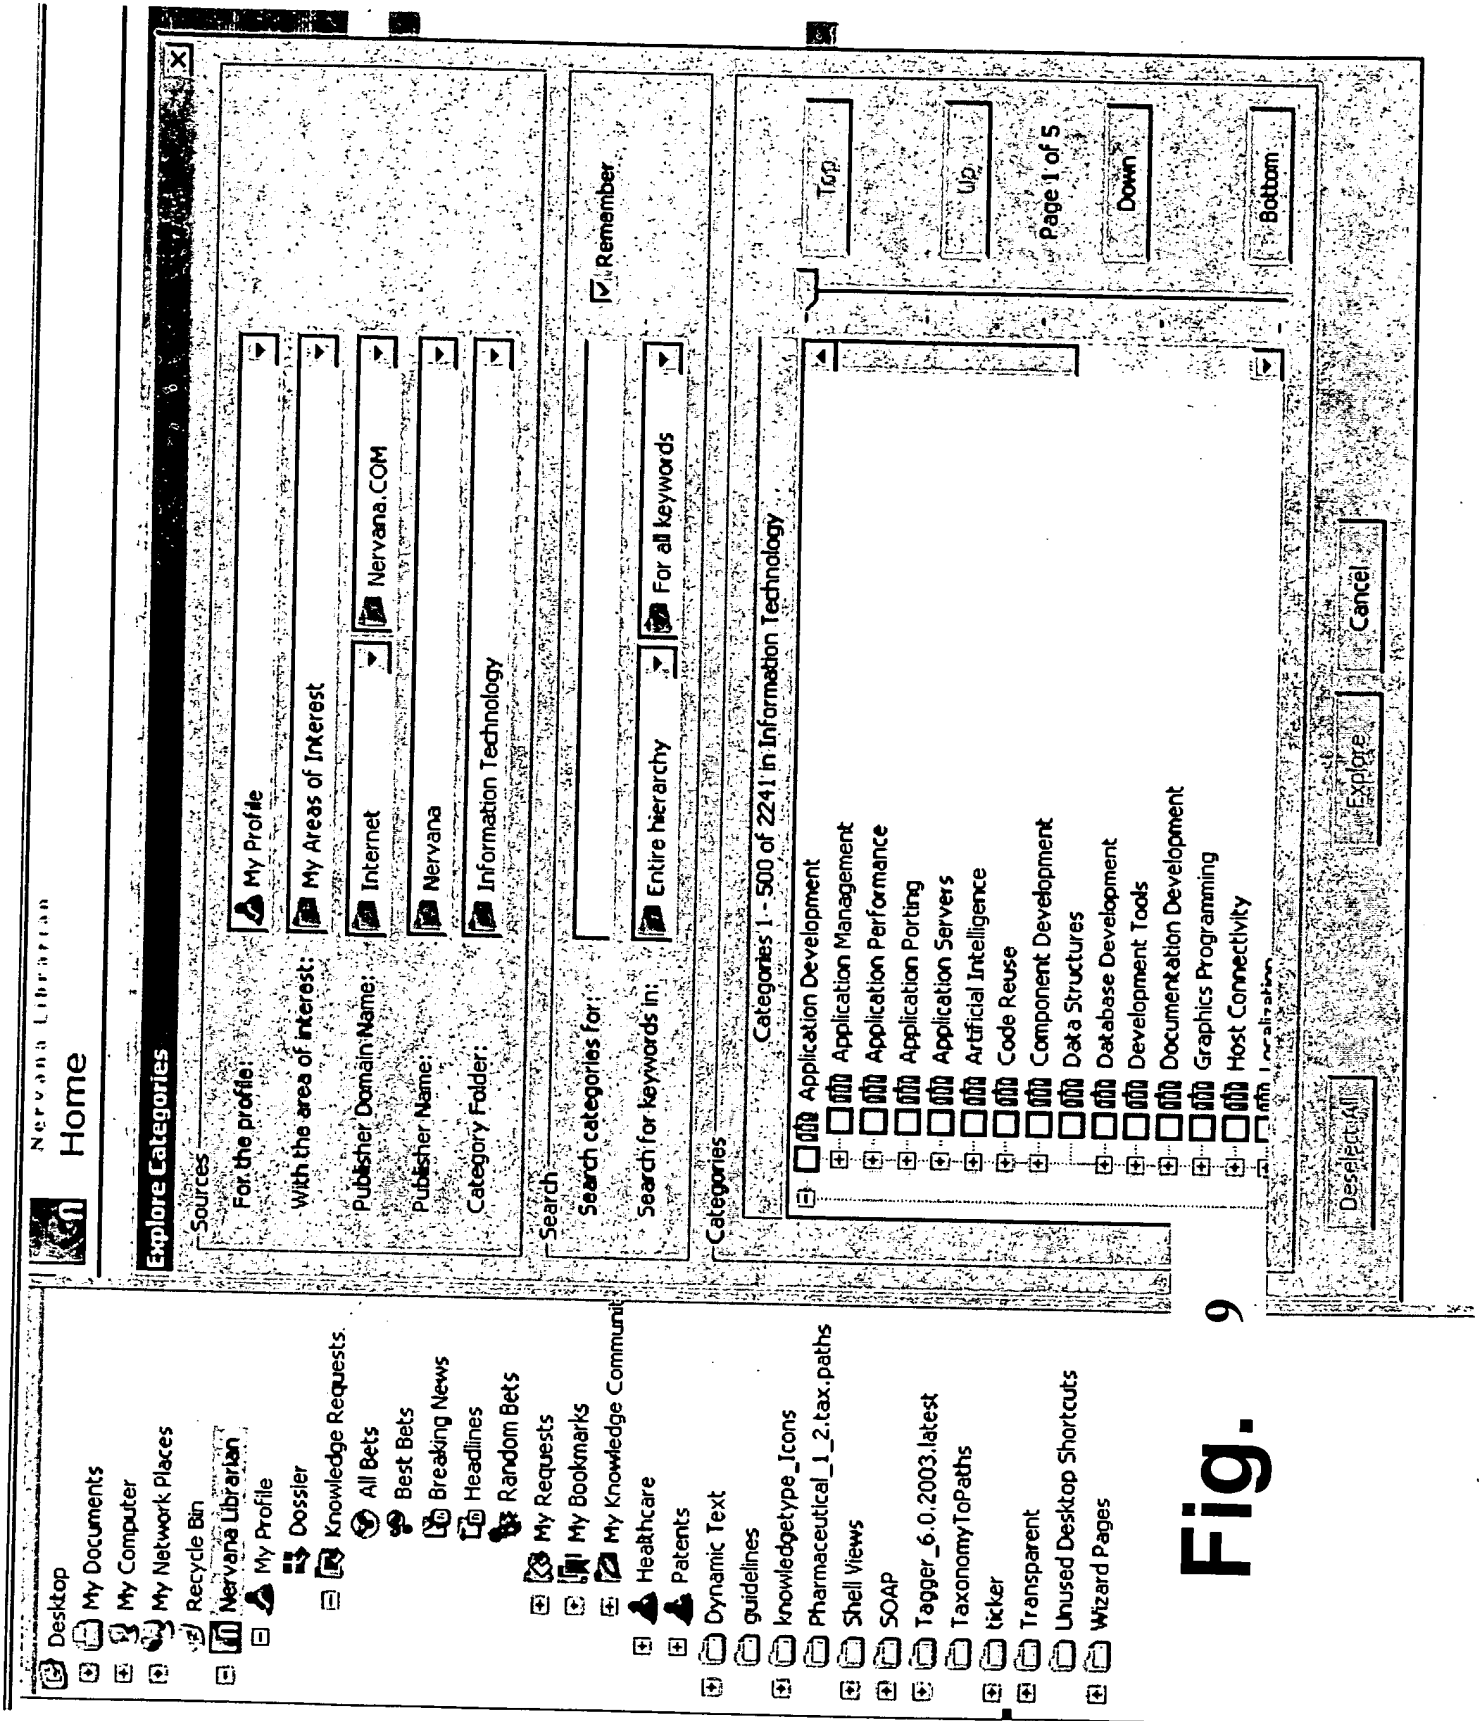 Nervana Librarian
Home
Desktop
My Documents
My Computer
My Network Places
Recycle Bin
Nervana Librarian
My Profile
Dossier
Knowledge Requests
All Bets
Best Bets
Breaking News
Headlines
Random Bets
My Requests
My Bookmarks
My Knowledge Communit
Healthcare
Patents
Dynamic Text
guidelines
knowledgetype_Icons
Pharmaceutical_1_2.tax.paths
Shell Views
SOAP
Tagger_6.0.2003.latest
TaxonomyToPaths
ticker
Transparent
Unused Desktop Shortcuts
Wizard Pages
Explore Categories
Sources
For the profile: My Profile
With the area of interest: My Areas of Interest
Publisher Domain Name: Internet Nervana.COM
Publisher Name: Nervana
Category Folder: Information Technology
Search
Search categories for: Remember
Search for keywords in: Entire hierarchy For all keywords
Categories
Categories 1 - 500 of 2241 in Information Technology
Application Development
Application Management
Application Performance
Application Porting
Application Servers
Artificial Intelligence
Code Reuse
Component Development
Data Structures
Database Development
Development Tools
Documentation Development
Graphics Programming
Host Connectivity
Localization
Top
Up
Page 1 of 5
Down
Bottom
Deselect All Explore Cancel
Fig. 9